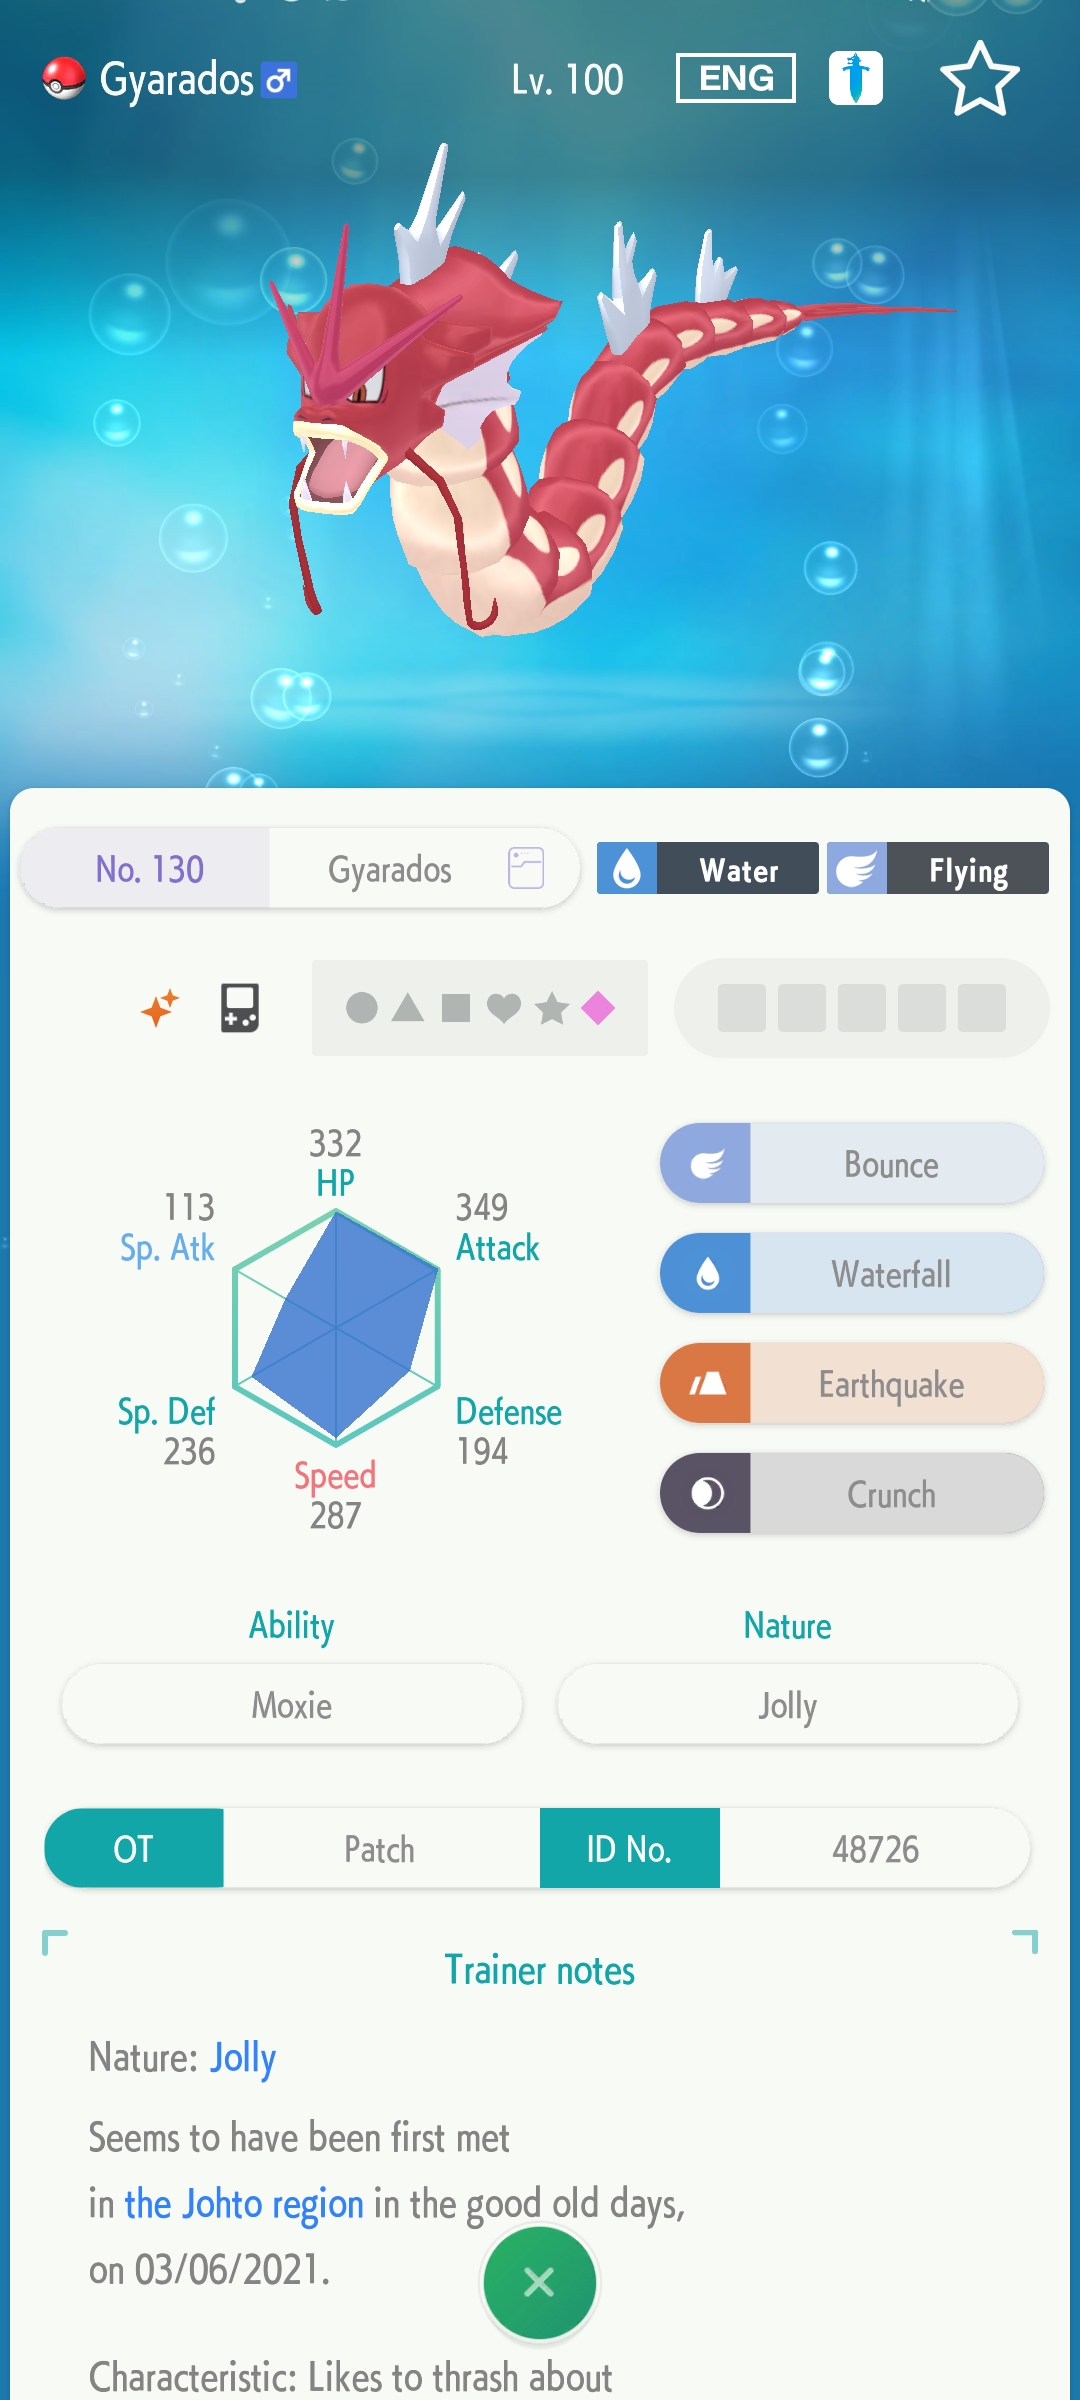 Gyarados ♂
Lv. 100
ENG
No. 130
Gyarados
Water
Flying
332
HP
113
Sp. Atk
349
Attack
Sp. Def
236
Defense
194
Speed
287
Bounce
Waterfall
Earthquake
Crunch
Ability
Moxie
Nature
Jolly
OT
Patch
ID No.
48726
Trainer notes
Nature: Jolly
Seems to have been first met
in the Johto region in the good old days,
on 03/06/2021.
Characteristic: Likes to thrash about